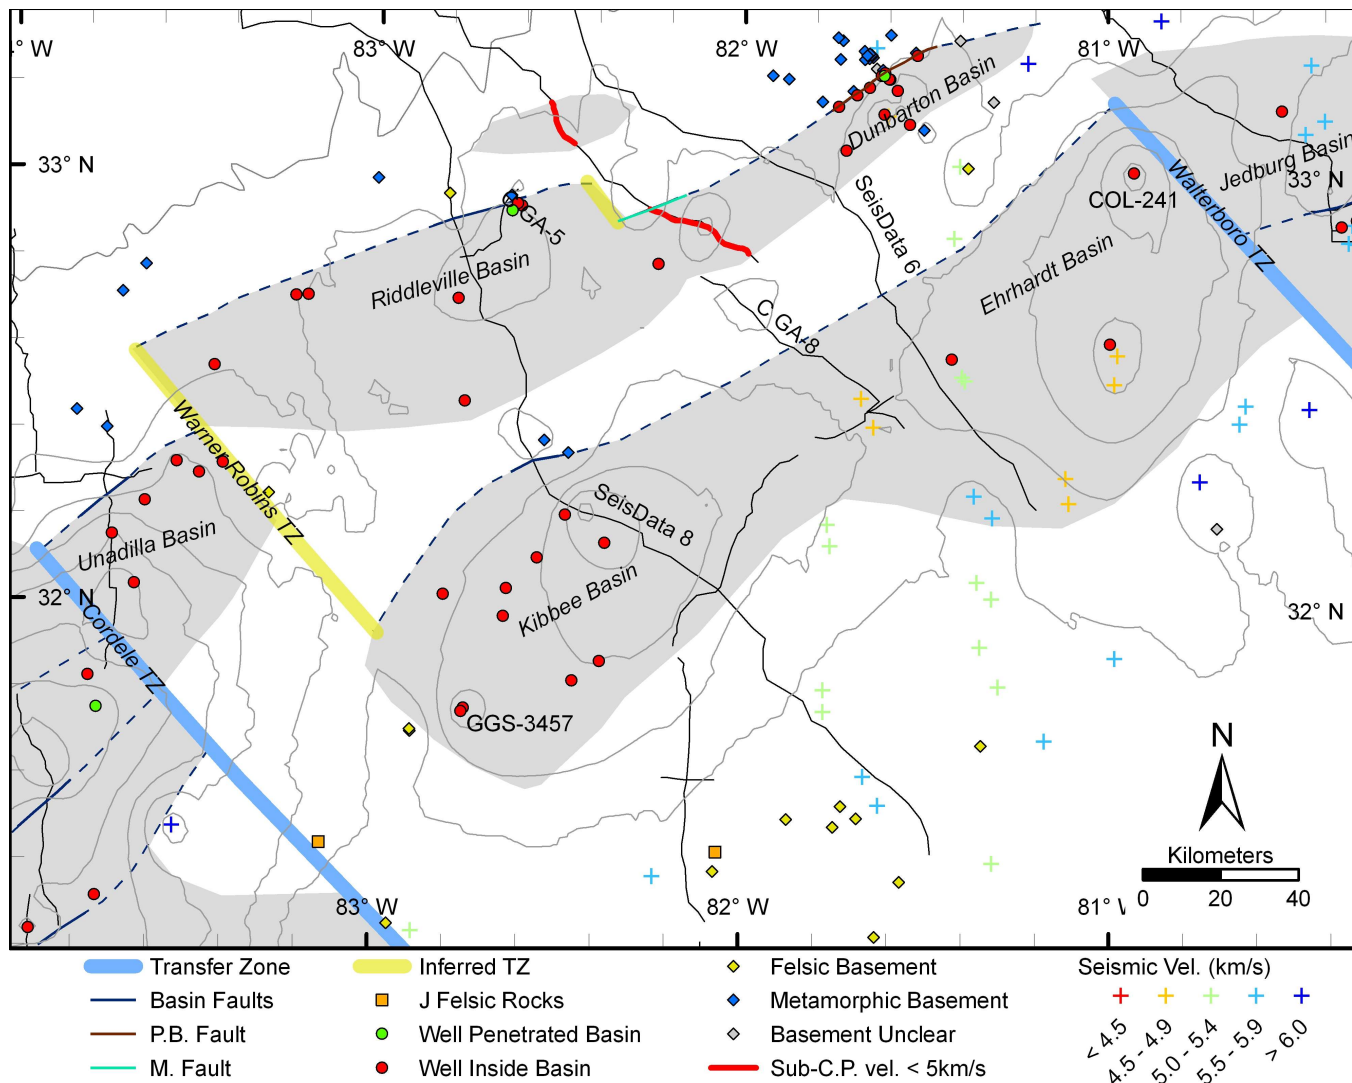 ° W
83° W
82° W
81° W
Dunbarton Basin
33° N
Jedburg Basin
33° N
COL-241
Walterboro TZ
SeisData 6
GA-5
Ehrhardt Basin
Riddleville Basin
C GA-8
Warner Robins TZ
SeisData 8
Unadilla Basin
Kibbee Basin
32° N
32° N
Cordele TZ
GGS-3457
N
Kilometers
0 20 40
83° W
82° W
81°
Transfer Zone
Inferred TZ
Felsic Basement
Seismic Vel. (km/s)
Basin Faults
J Felsic Rocks
Metamorphic Basement
P.B. Fault
Well Penetrated Basin
Basement Unclear
M. Fault
Well Inside Basin
Sub-C.P. vel. < 5km/s
< 4.5
4.5 - 4.9
5.0 - 5.4
5.5 - 5.9
> 6.0